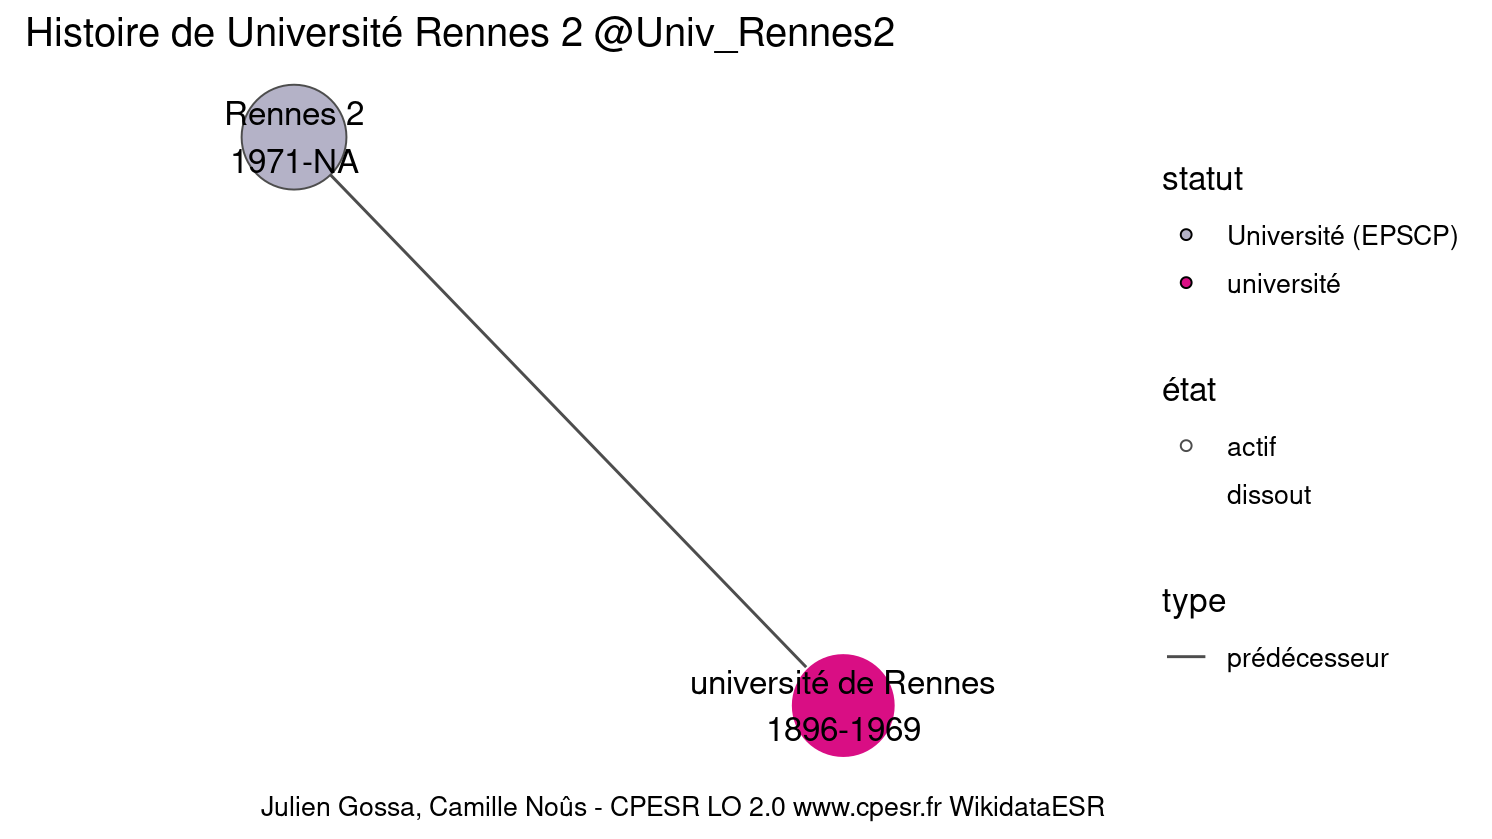 Histoire de Université Rennes 2 @Univ_Rennes2
Rennes 2
1971-NA
statut
Université (EPSCP)
université
état
actif
dissout
type
prédécesseur
université de Rennes
1896-1969
Julien Gossa, Camille Noûs - CPESR LO 2.0 www.cpesr.fr WikidataESR